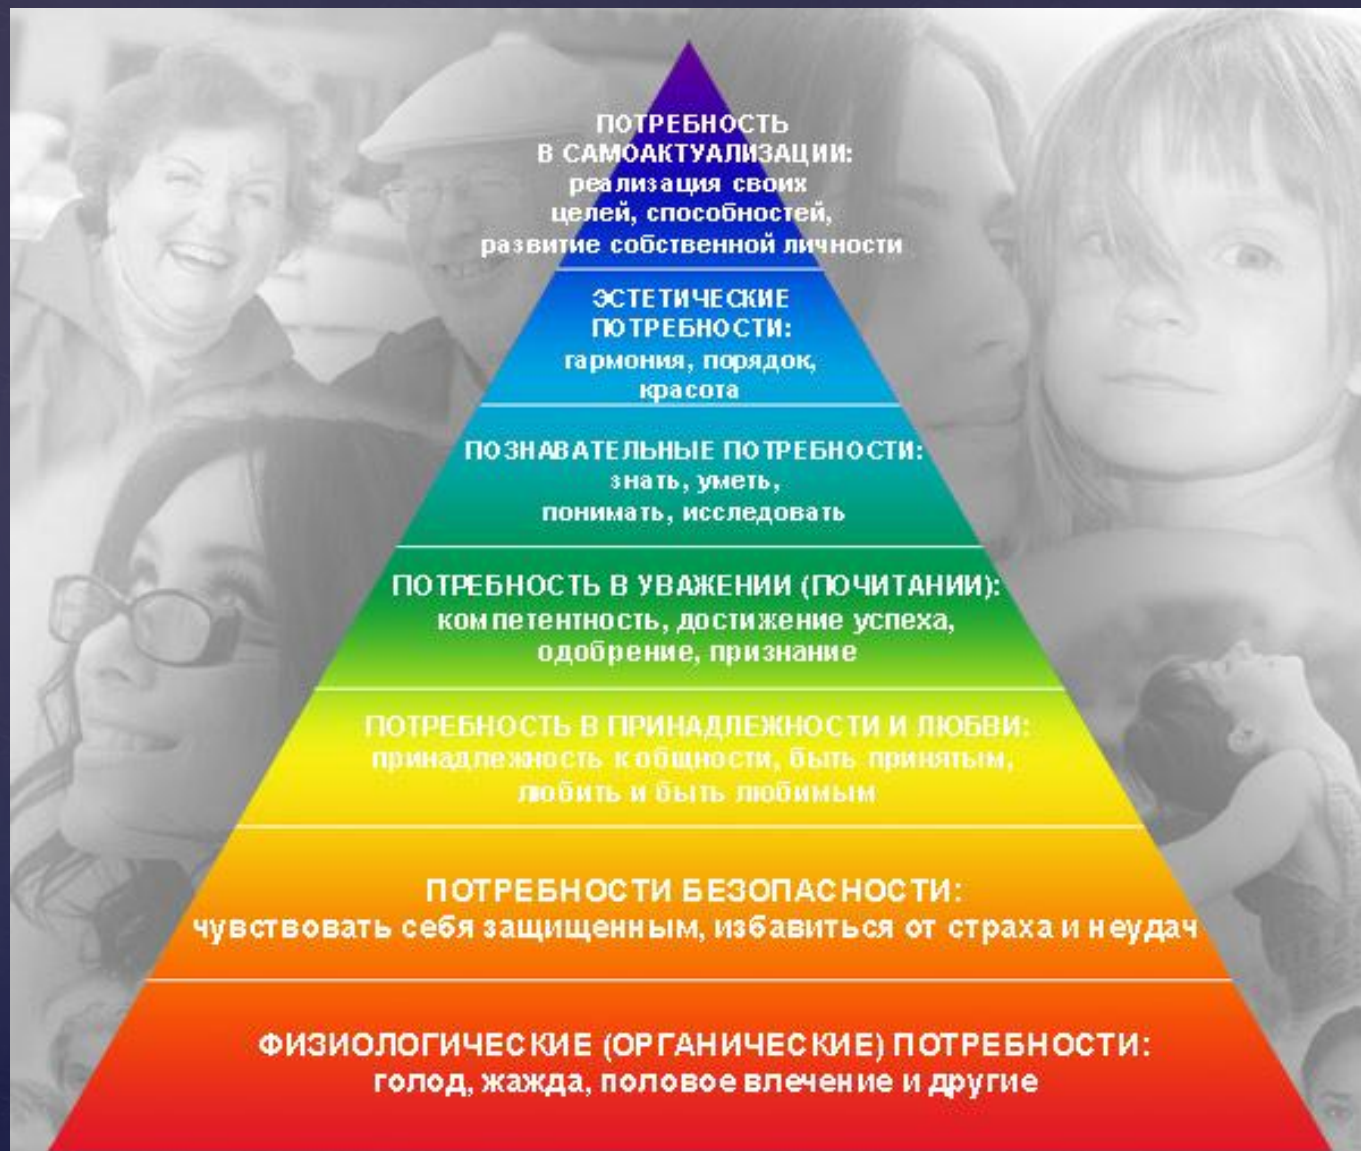 ПОТРЕБНОСТЬ
В САМОАКТУАЛИЗАЦИИ:
реализация своих
целей, способностей,
развитие собственной личности
ЭСТЕТИЧЕСКИЕ
ПОТРЕБНОСТИ:
гармония, порядок,
красота
ПОЗНАВАТЕЛЬНЫЕ ПОТРЕБНОСТИ:
знать, уметь,
понимать, исследовать
ПОТРЕБНОСТЬ В УВАЖЕНИИ (ПОЧИТАНИИ):
компетентность, достижение успеха,
одобрение, признание
ПОТРЕБНОСТЬ В ПРИНАДЛЕЖНОСТИ И ЛЮБВИ:
принадлежность к общности, быть принятым,
любить и быть любимым
ПОТРЕБНОСТИ БЕЗОПАСНОСТИ:
чувствовать себя защищенным, избавиться от страха и неудач
ФИЗИОЛОГИЧЕСКИЕ (ОРГАНИЧЕСКИЕ) ПОТРЕБНОСТИ:
голод, жажда, половое влечение и другие